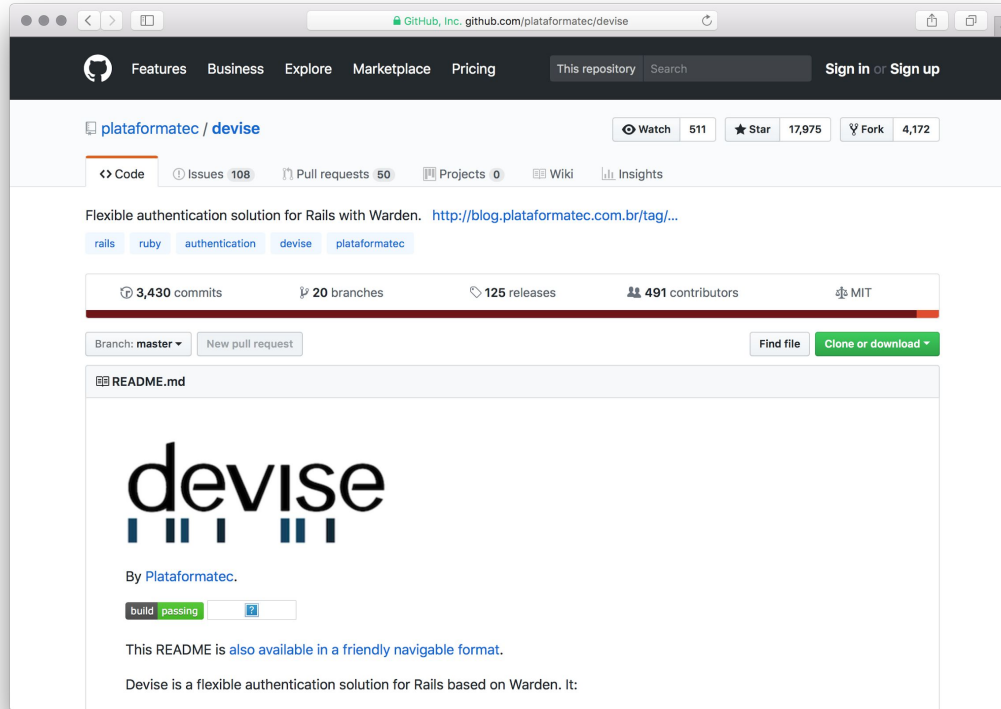 GitHub, Inc. github.com/plataformatec/devise
Features Business Explore Marketplace Pricing This repository Search Sign in or Sign up
plataformatec / devise Watch 511 Star 17,975 Fork 4,172
<> Code Issues 108 Pull requests 50 Projects 0 Wiki Insights
Flexible authentication solution for Rails with Warden. http://blog.plataformatec.com.br/tag/...
rails ruby authentication devise plataformatec
3,430 commits 20 branches 125 releases 491 contributors MIT
Branch: master New pull request Find file Clone or download
README.md
devise
By Plataformatec.
build passing ?
This README is also available in a friendly navigable format.
Devise is a flexible authentication solution for Rails based on Warden. It: